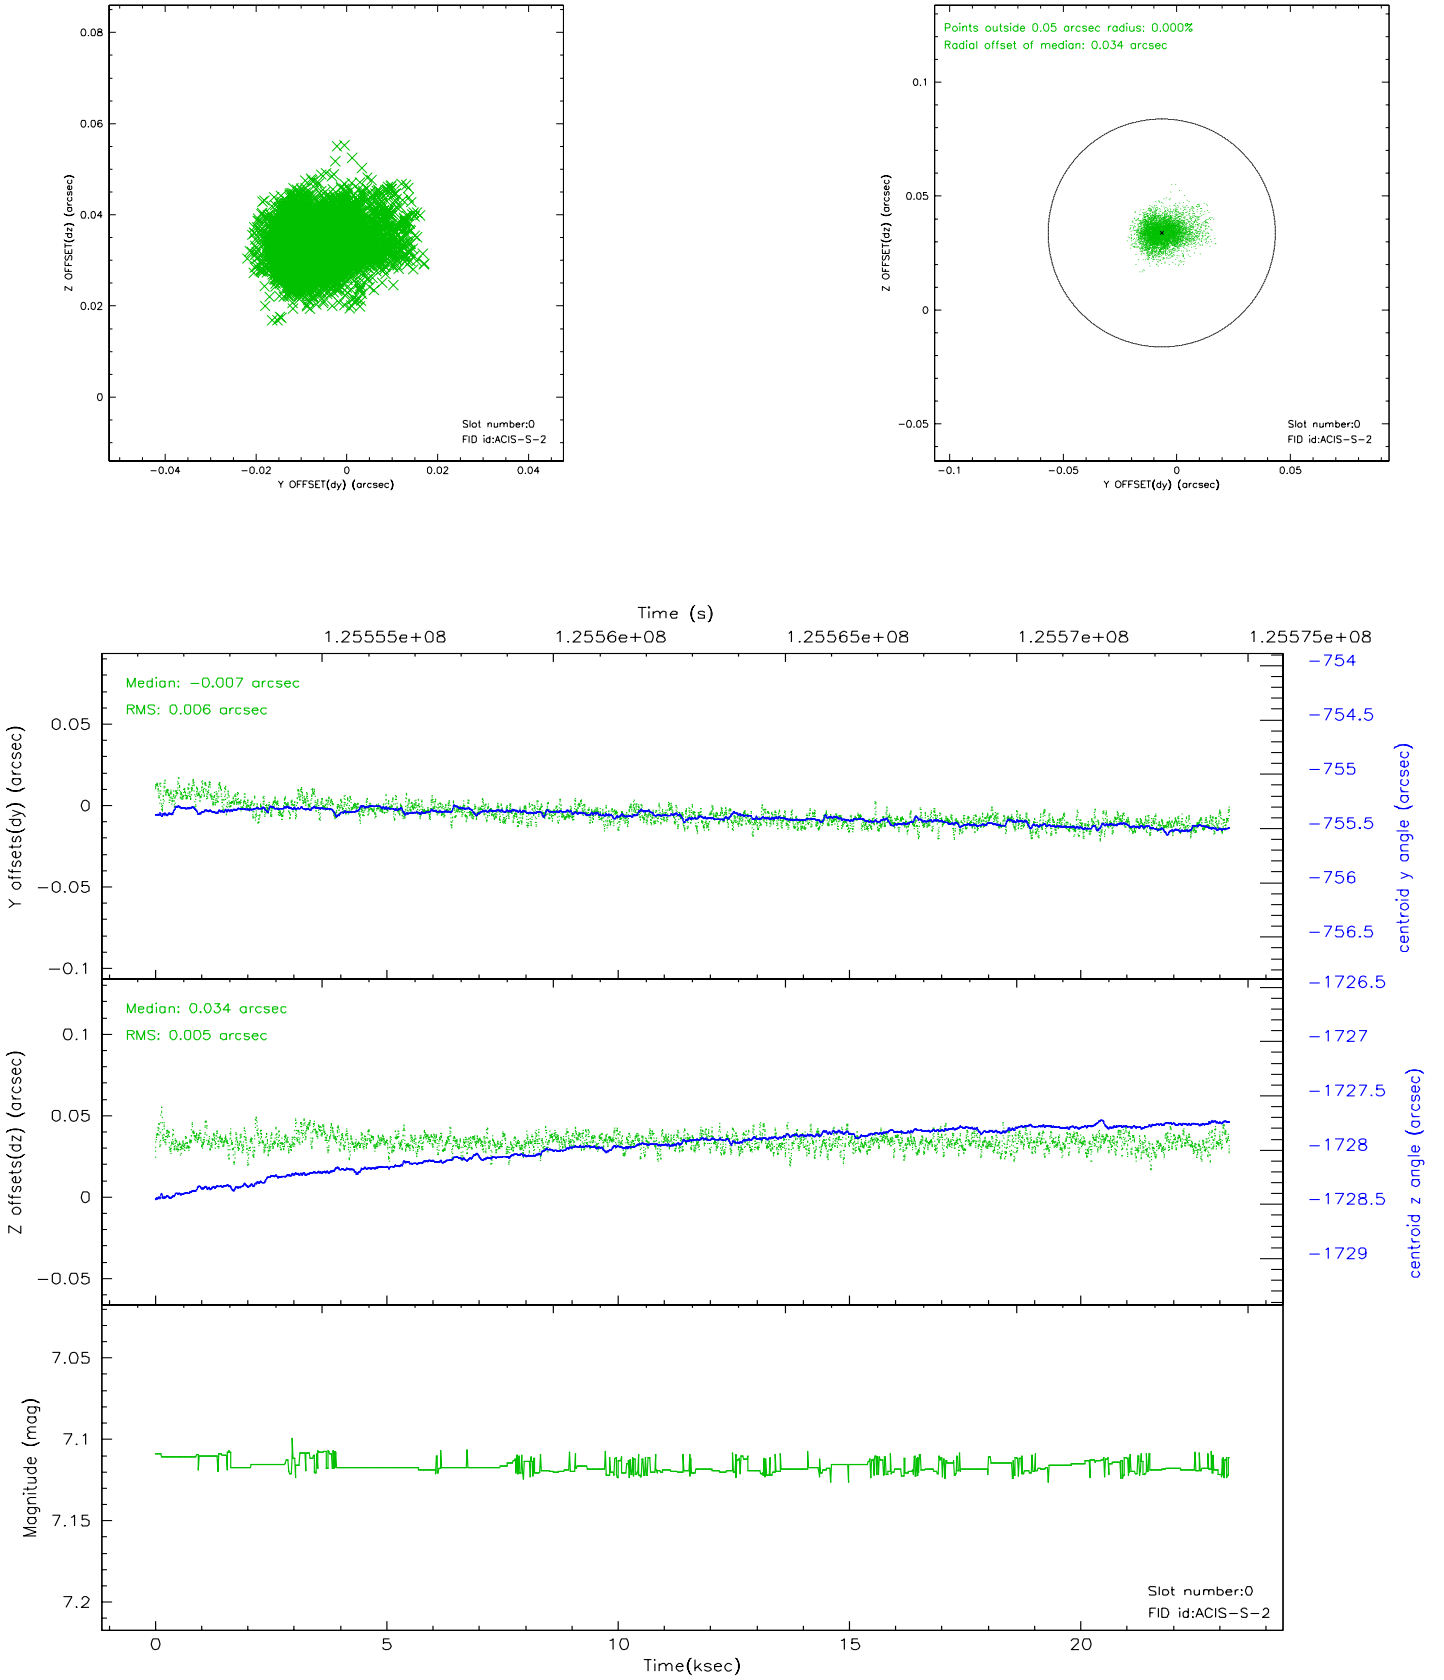 0.08
0.06
0.04
0.02
0
Z OFFSET(dz) (arcsec)
Slot number:0
FID id:ACIS-S-2
-0.04 -0.02 0 0.02 0.04
Y OFFSET(dy) (arcsec)
Points outside 0.05 arcsec radius: 0.000%
Radial offset of median: 0.034 arcsec
0.1
0.05
0
-0.05
Z OFFSET(dz) (arcsec)
Slot number:0
FID id:ACIS-S-2
-0.1 -0.05 0 0.05
Y OFFSET(dy) (arcsec)
Time (s)
1.25555e+08 1.2556e+08 1.25565e+08 1.2557e+08 1.25575e+08
Median: -0.007 arcsec
RMS: 0.006 arcsec
0.05
0
-0.05
-0.1
Y offsets(dy) (arcsec)
-754
-754.5
-755
-755.5
-756
-756.5
centroid y angle (arcsec)
Median: 0.034 arcsec
RMS: 0.005 arcsec
0.1
0.05
0
-0.05
Z offsets(dz) (arcsec)
-1726.5
-1727
-1727.5
-1728
-1728.5
-1729
centroid z angle (arcsec)
7.05
7.1
7.15
7.2
Magnitude (mag)
Slot number:0
FID id:ACIS-S-2
0 5 10 15 20
Time(ksec)